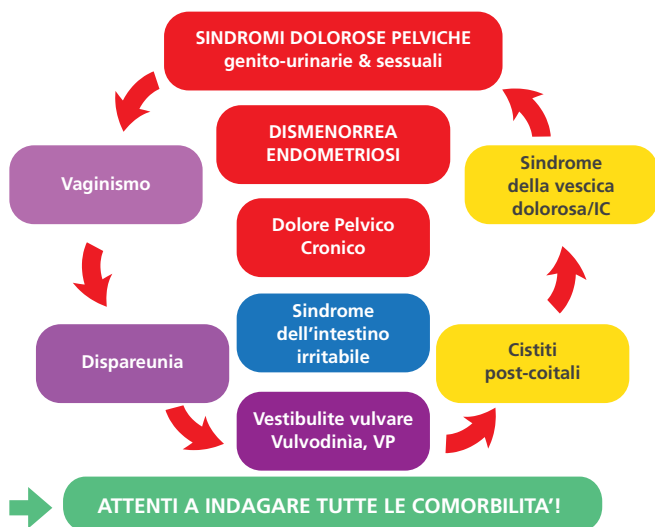 SINDROMI DOLOROSE PELVICHE
genito-urinarie & sessuali
DISMENORREA
ENDOMETRIOSI
Vaginismo
Sindrome
della vescica
dolorosa/IC
Dolore Pelvico
Cronico
Sindrome
dell'intestino
irritabile
Dispareunia
Cistiti
post-coitali
Vestibulite vulvare
Vulvodinìa, VP
ATTENTI A INDAGARE TUTTE LE COMORBILITA'!